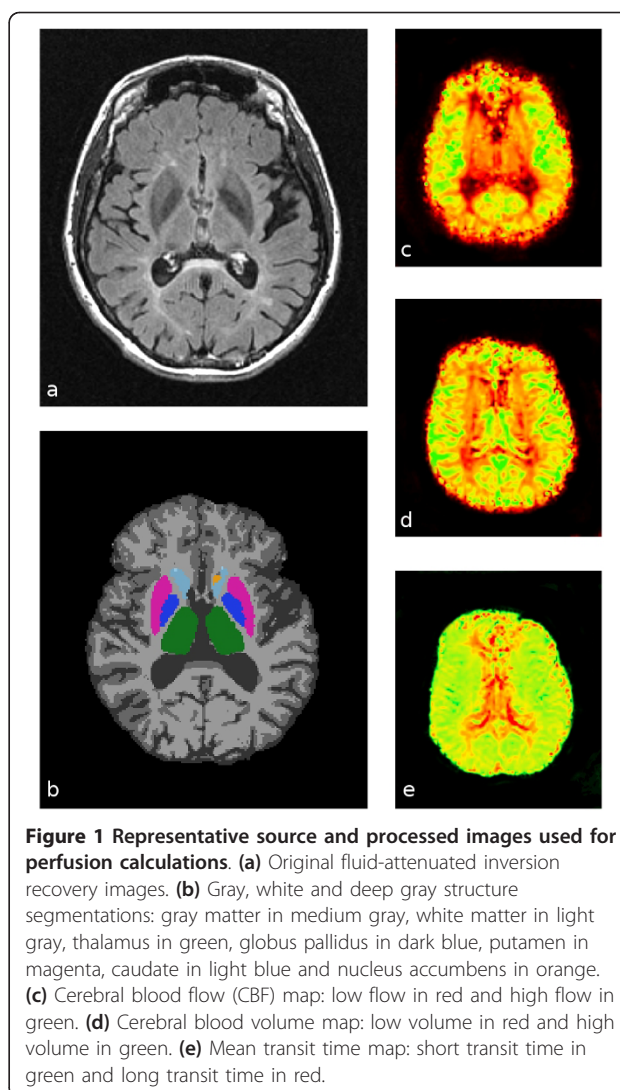 a
b
c
d
e
Figure 1 Representative source and processed images used for
perfusion calculations. (a) Original fluid-attenuated inversion
recovery images. (b) Gray, white and deep gray structure
segmentations: gray matter in medium gray, white matter in light
gray, thalamus in green, globus pallidus in dark blue, putamen in
magenta, caudate in light blue and nucleus accumbens in orange.
(c) Cerebral blood flow (CBF) map: low flow in red and high flow in
green. (d) Cerebral blood volume map: low volume in red and high
volume in green. (e) Mean transit time map: short transit time in
green and long transit time in red.